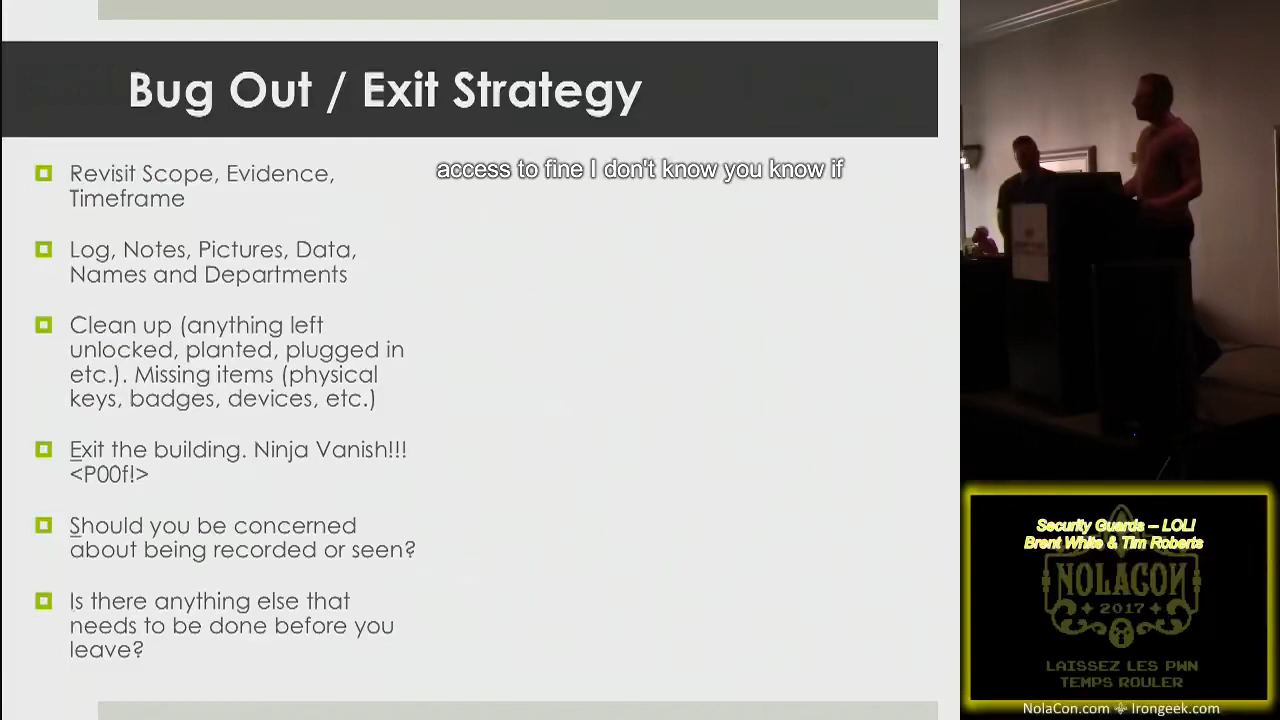 Bug Out / Exit Strategy
Revisit Scope, Evidence,
Timeframe
Log, Notes, Pictures, Data,
Names and Departments
Clean up (anything left
unlocked, planted, plugged in
etc.). Missing items (physical
keys, badges, devices, etc.)
Exit the building. Ninja Vanish!!!
<P00f!>
Should you be concerned
about being recorded or seen?
Is there anything else that
needs to be done before you
leave?
access to fine I don't know you know if
Security Guards -- LOL!
Brent White & Tim Roberts
NOLACON
2017
LAISSEZ LES PWN
TEMPS ROULER
NolaCon.com ⚜ Irongeek.com